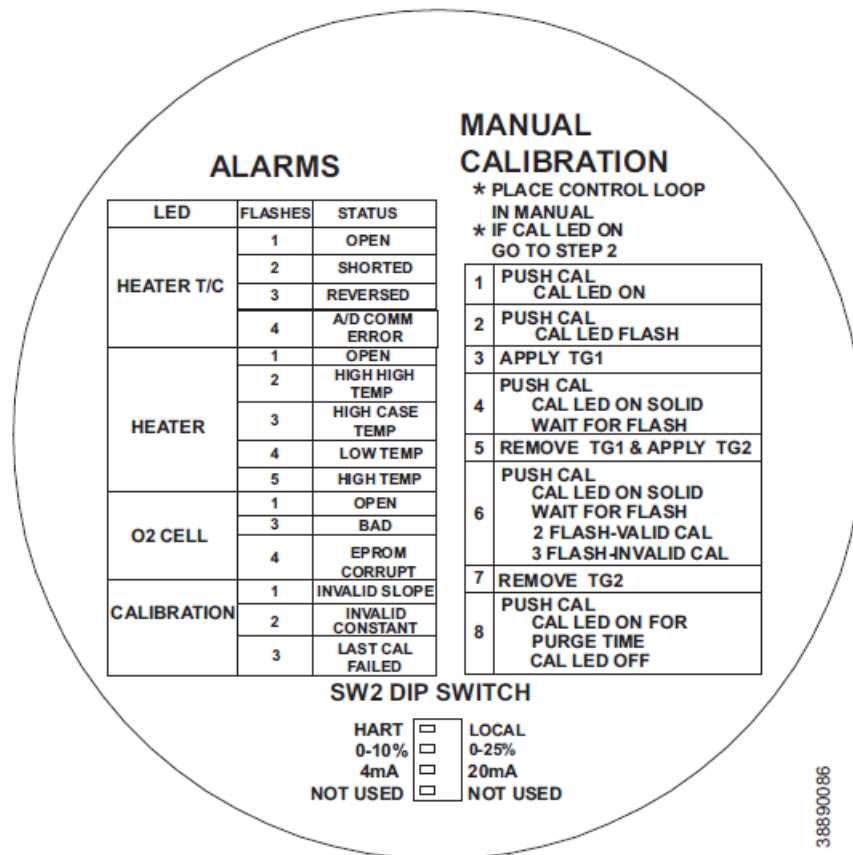 ALARMS
LED FLASHES STATUS
HEATER T/C
1 OPEN
2 SHORTED
3 REVERSED
4 A/D COMM
ERROR
HEATER
1 OPEN
2 HIGH HIGH
TEMP
3 HIGH CASE
TEMP
4 LOW TEMP
5 HIGH TEMP
O2 CELL
1 OPEN
3 BAD
4 EPROM
CORRUPT
CALIBRATION
1 INVALID SLOPE
2 INVALID
CONSTANT
3 LAST CAL
FAILED
MANUAL
CALIBRATION
* PLACE CONTROL LOOP
IN MANUAL
* IF CAL LED ON
GO TO STEP 2
1 PUSH CAL
CAL LED ON
2 PUSH CAL
CAL LED FLASH
3 APPLY TG1
4 PUSH CAL
CAL LED ON SOLID
WAIT FOR FLASH
5 REMOVE TG1 & APPLY TG2
6 PUSH CAL
CAL LED ON SOLID
WAIT FOR FLASH
2 FLASH-VALID CAL
3 FLASH-INVALID CAL
7 REMOVE TG2
8 PUSH CAL
CAL LED ON FOR
PURGE TIME
CAL LED OFF
SW2 DIP SWITCH
HART LOCAL
0-10% 0-25%
4mA 20mA
NOT USED NOT USED
38890086